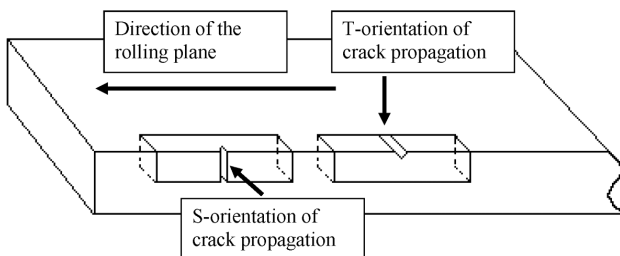 Direction of the
rolling plane
T-orientation of
crack propagation
S-orientation of
crack propagation